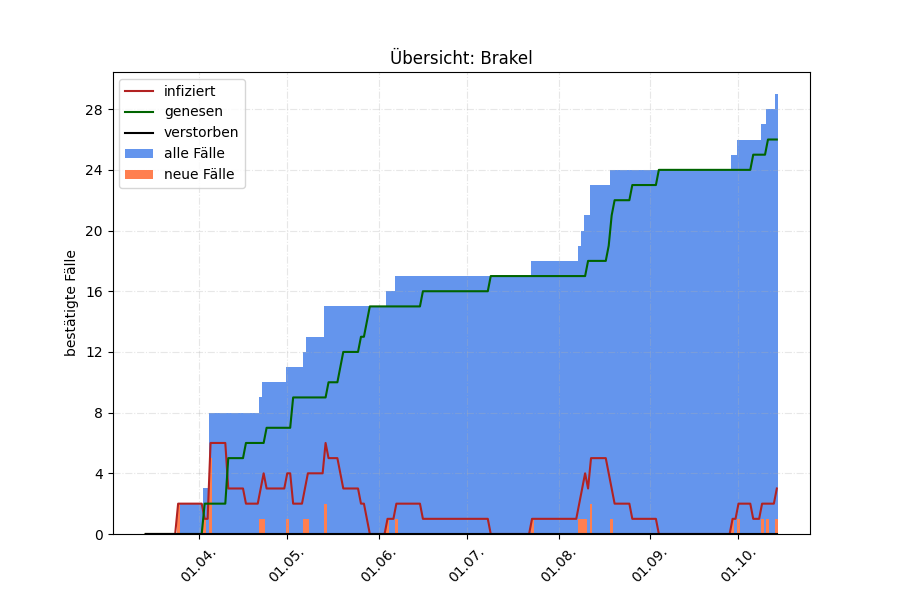 Übersicht: Brakel
infiziert
genesen
verstorben
alle Fälle
neue Fälle
bestätigte Fälle
28
24
20
16
12
8
4
0
01.04.
01.05.
01.06.
01.07.
01.08.
01.09.
01.10.